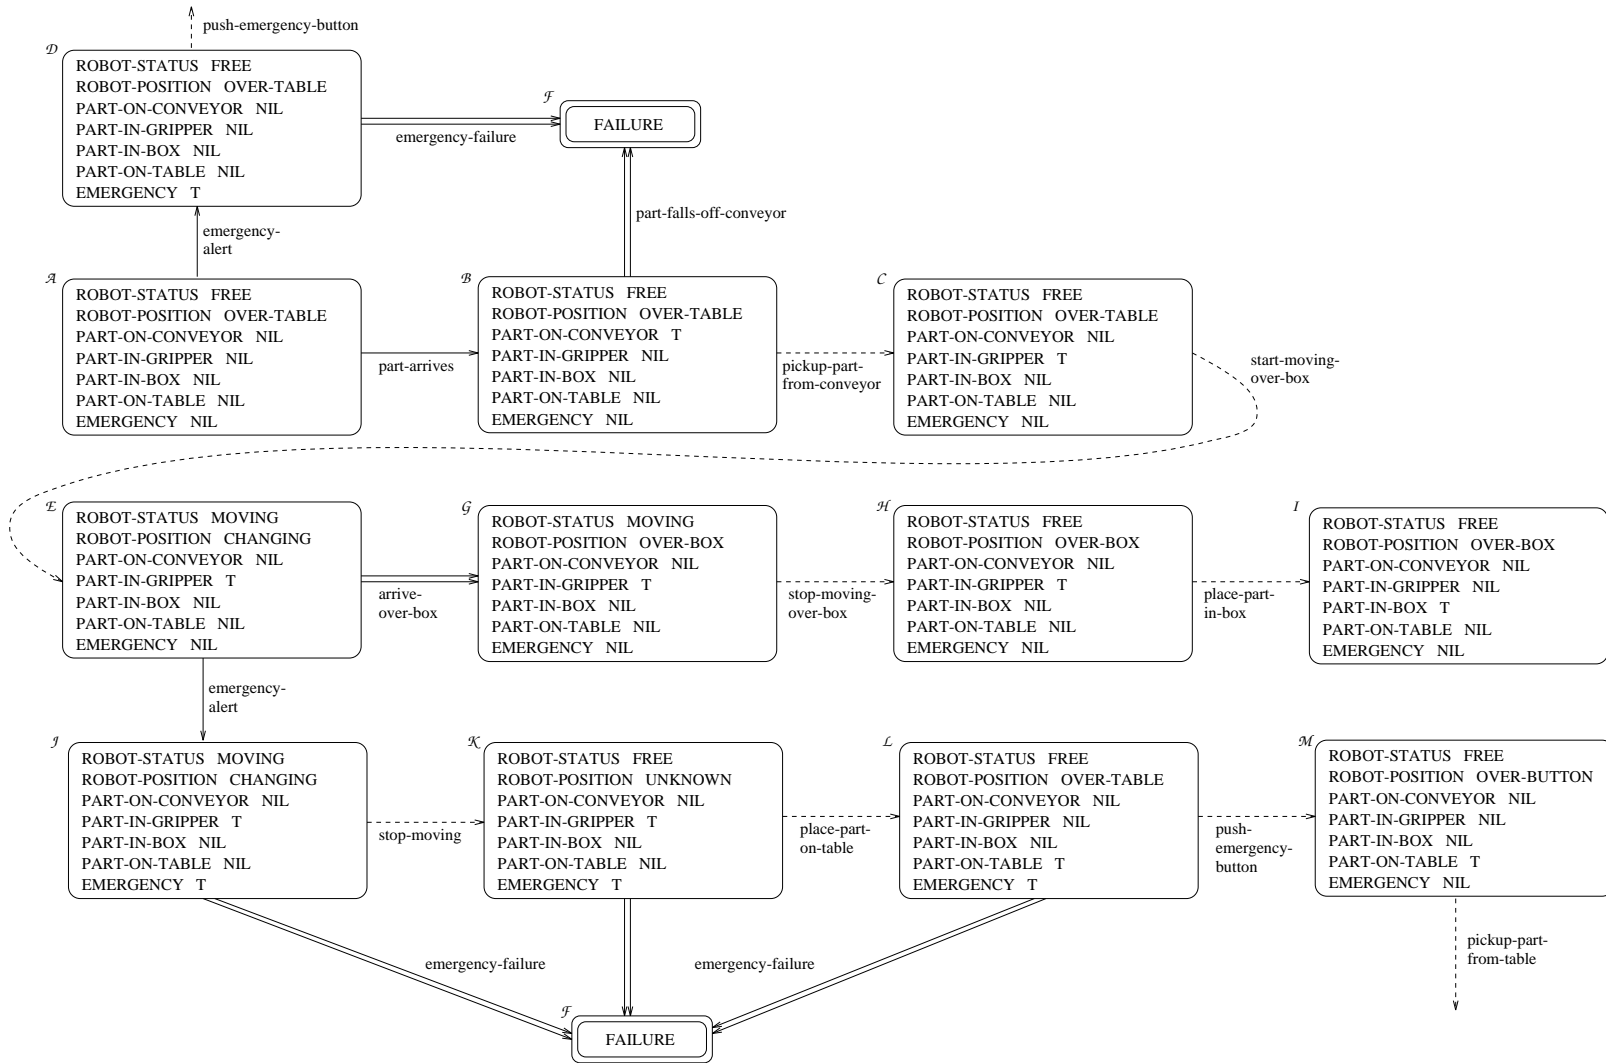 push-emergency-button
D
ROBOT-STATUS FREE
ROBOT-POSITION OVER-TABLE
PART-ON-CONVEYOR NIL
PART-IN-GRIPPER NIL
PART-IN-BOX NIL
PART-ON-TABLE NIL
EMERGENCY T
emergency-failure
F
FAILURE
part-falls-off-conveyor
emergency-
alert
A
ROBOT-STATUS FREE
ROBOT-POSITION OVER-TABLE
PART-ON-CONVEYOR NIL
PART-IN-GRIPPER NIL
PART-IN-BOX NIL
PART-ON-TABLE NIL
EMERGENCY NIL
part-arrives
B
ROBOT-STATUS FREE
ROBOT-POSITION OVER-TABLE
PART-ON-CONVEYOR T
PART-IN-GRIPPER NIL
PART-IN-BOX NIL
PART-ON-TABLE NIL
EMERGENCY NIL
pickup-part-
from-conveyor
C
ROBOT-STATUS FREE
ROBOT-POSITION OVER-TABLE
PART-ON-CONVEYOR NIL
PART-IN-GRIPPER T
PART-IN-BOX NIL
PART-ON-TABLE NIL
EMERGENCY NIL
start-moving-
over-box
E
ROBOT-STATUS MOVING
ROBOT-POSITION CHANGING
PART-ON-CONVEYOR NIL
PART-IN-GRIPPER T
PART-IN-BOX NIL
PART-ON-TABLE NIL
EMERGENCY NIL
arrive-
over-box
G
ROBOT-STATUS MOVING
ROBOT-POSITION OVER-BOX
PART-ON-CONVEYOR NIL
PART-IN-GRIPPER T
PART-IN-BOX NIL
PART-ON-TABLE NIL
EMERGENCY NIL
stop-moving-
over-box
H
ROBOT-STATUS FREE
ROBOT-POSITION OVER-BOX
PART-ON-CONVEYOR NIL
PART-IN-GRIPPER T
PART-IN-BOX NIL
PART-ON-TABLE NIL
EMERGENCY NIL
place-part-
in-box
I
ROBOT-STATUS FREE
ROBOT-POSITION OVER-BOX
PART-ON-CONVEYOR NIL
PART-IN-GRIPPER NIL
PART-IN-BOX T
PART-ON-TABLE NIL
EMERGENCY NIL
emergency-
alert
J
ROBOT-STATUS MOVING
ROBOT-POSITION CHANGING
PART-ON-CONVEYOR NIL
PART-IN-GRIPPER T
PART-IN-BOX NIL
PART-ON-TABLE NIL
EMERGENCY T
stop-moving
K
ROBOT-STATUS FREE
ROBOT-POSITION UNKNOWN
PART-ON-CONVEYOR NIL
PART-IN-GRIPPER T
PART-IN-BOX NIL
PART-ON-TABLE NIL
EMERGENCY T
place-part-
on-table
L
ROBOT-STATUS FREE
ROBOT-POSITION OVER-TABLE
PART-ON-CONVEYOR NIL
PART-IN-GRIPPER NIL
PART-IN-BOX NIL
PART-ON-TABLE T
EMERGENCY T
push-
emergency-
button
M
ROBOT-STATUS FREE
ROBOT-POSITION OVER-BUTTON
PART-ON-CONVEYOR NIL
PART-IN-GRIPPER NIL
PART-IN-BOX NIL
PART-ON-TABLE T
EMERGENCY NIL
emergency-failure
emergency-failure
pickup-part-
from-table
F
FAILURE